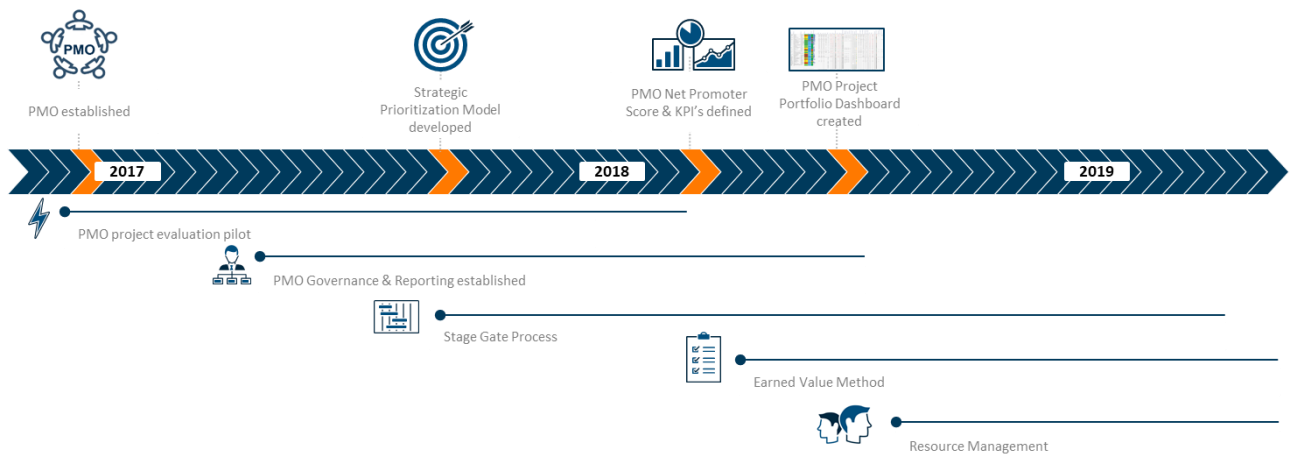 PMO
PMO established
Strategic
Prioritization Model
developed
PMO Net Promoter
Score & KPI's defined
PMO Project
Portfolio Dashboard
created
2017
2018
2019
PMO project evaluation pilot
PMO Governance & Reporting established
Stage Gate Process
Earned Value Method
Resource Management